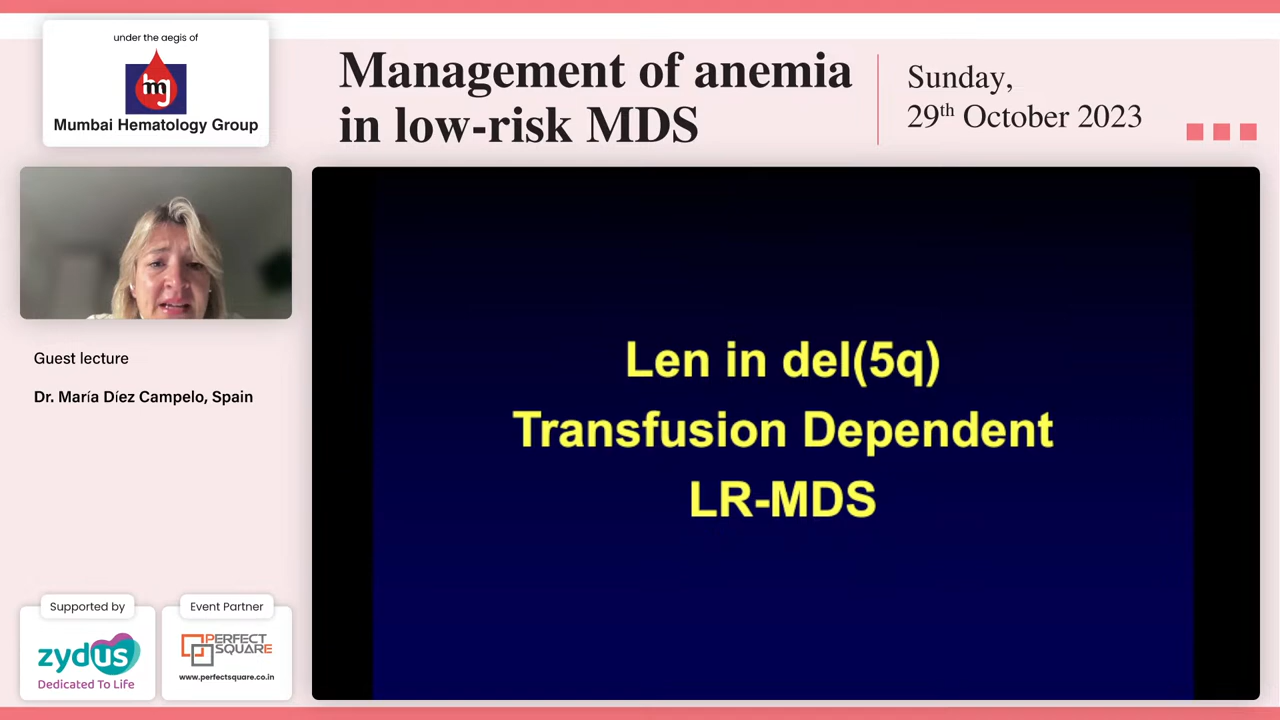 under the aegis of
mg
Mumbai Hematology Group
Management of anemia
in low-risk MDS
Sunday,
29th October 2023
Guest lecture
Dr. María Díez Campelo, Spain
Len in del(5q)
Transfusion Dependent
LR-MDS
Supported by
zydus
Dedicated To Life
Event Partner
PERFECT
SQUARE
www.perfectsquare.co.in